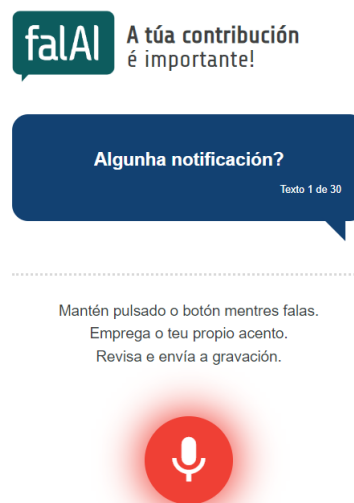 falAI
A túa contribución
é importante!
Algunha notificación?
Texto 1 de 30
Mantén pulsado o botón mentres falas.
Emprega o teu propio acento.
Revisa e envía a gravación.